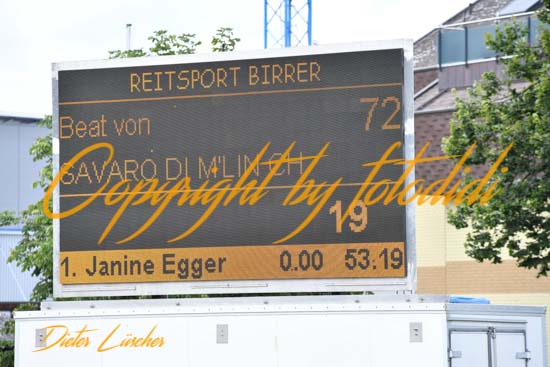 REITSPORT BIRRER
Beat von 72
SAVARO DI M'LIN CH
Copyright by fotodidi
19
1. Janine Egger 0.00 53.19
Dieter Lüscher